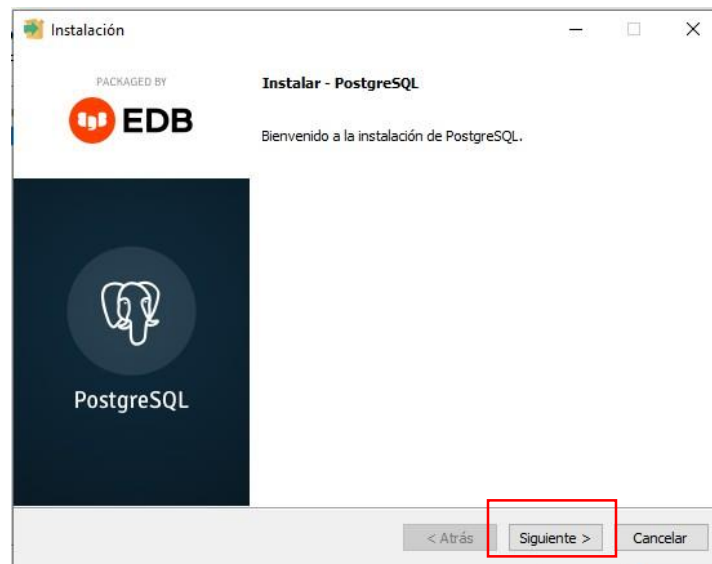 Instalación
PACKAGED BY
EDB
Instalar - PostgreSQL
Bienvenido a la instalación de PostgreSQL.
PostgreSQL
< Atrás
Siguiente >
Cancelar